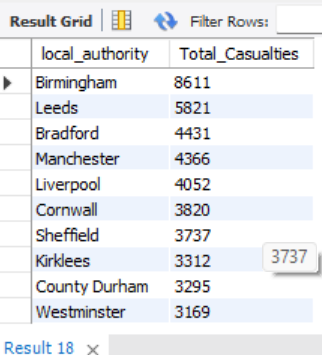 Result Grid Filter Rows:
local_authority Total_Casualties
Birmingham 8611
Leeds 5821
Bradford 4431
Manchester 4366
Liverpool 4052
Cornwall 3820
Sheffield 3737
Kirklees 3312 3737
County Durham 3295
Westminster 3169
Result 18 ×